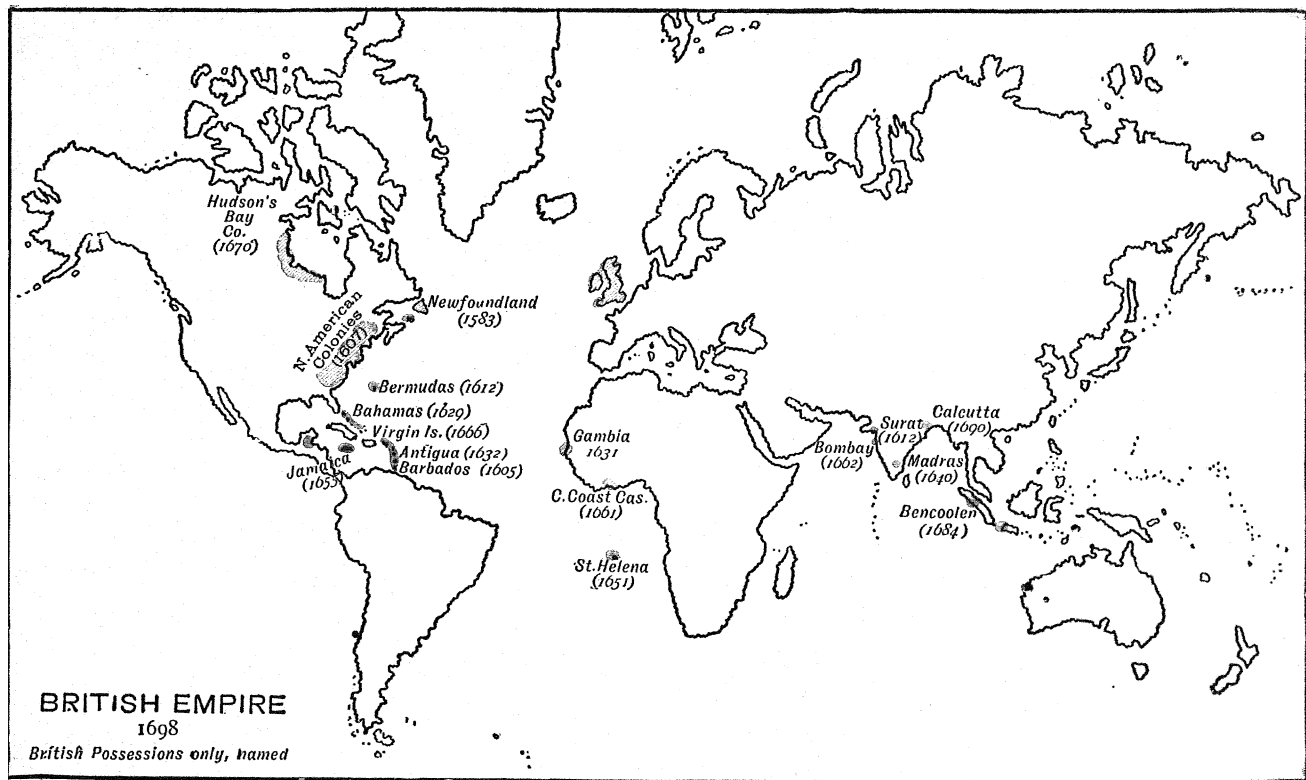 Hudson's
Bay
Co.
(1670)
N. American
Colonies
(1607)
Newfoundland
(1583)
Bermudas (1612)
Bahamas (1629)
Virgin Is. (1666)
Antigua (1632)
Barbados (1605)
Jamaica
(1655)
Gambia
1631
C. Coast Cas.
(1661)
St. Helena
(1651)
Surat
(1612)
Calcutta
(1690)
Bombay
(1662)
Madras
(1640)
Bencoolen
(1684)
BRITISH EMPIRE
1698
British Possessions only, named